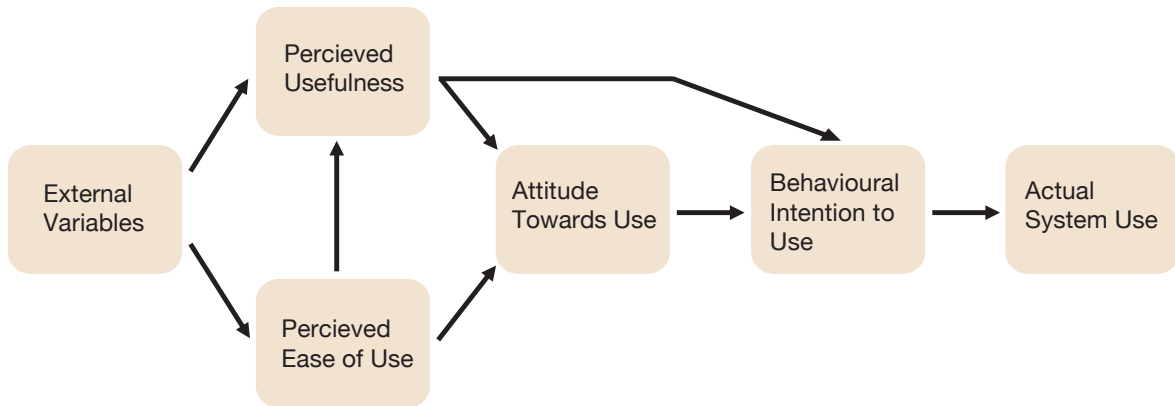 Percieved
Usefulness
External
Variables
Attitude
Towards Use
Behavioural
Intention to
Use
Actual
System Use
Percieved
Ease of Use